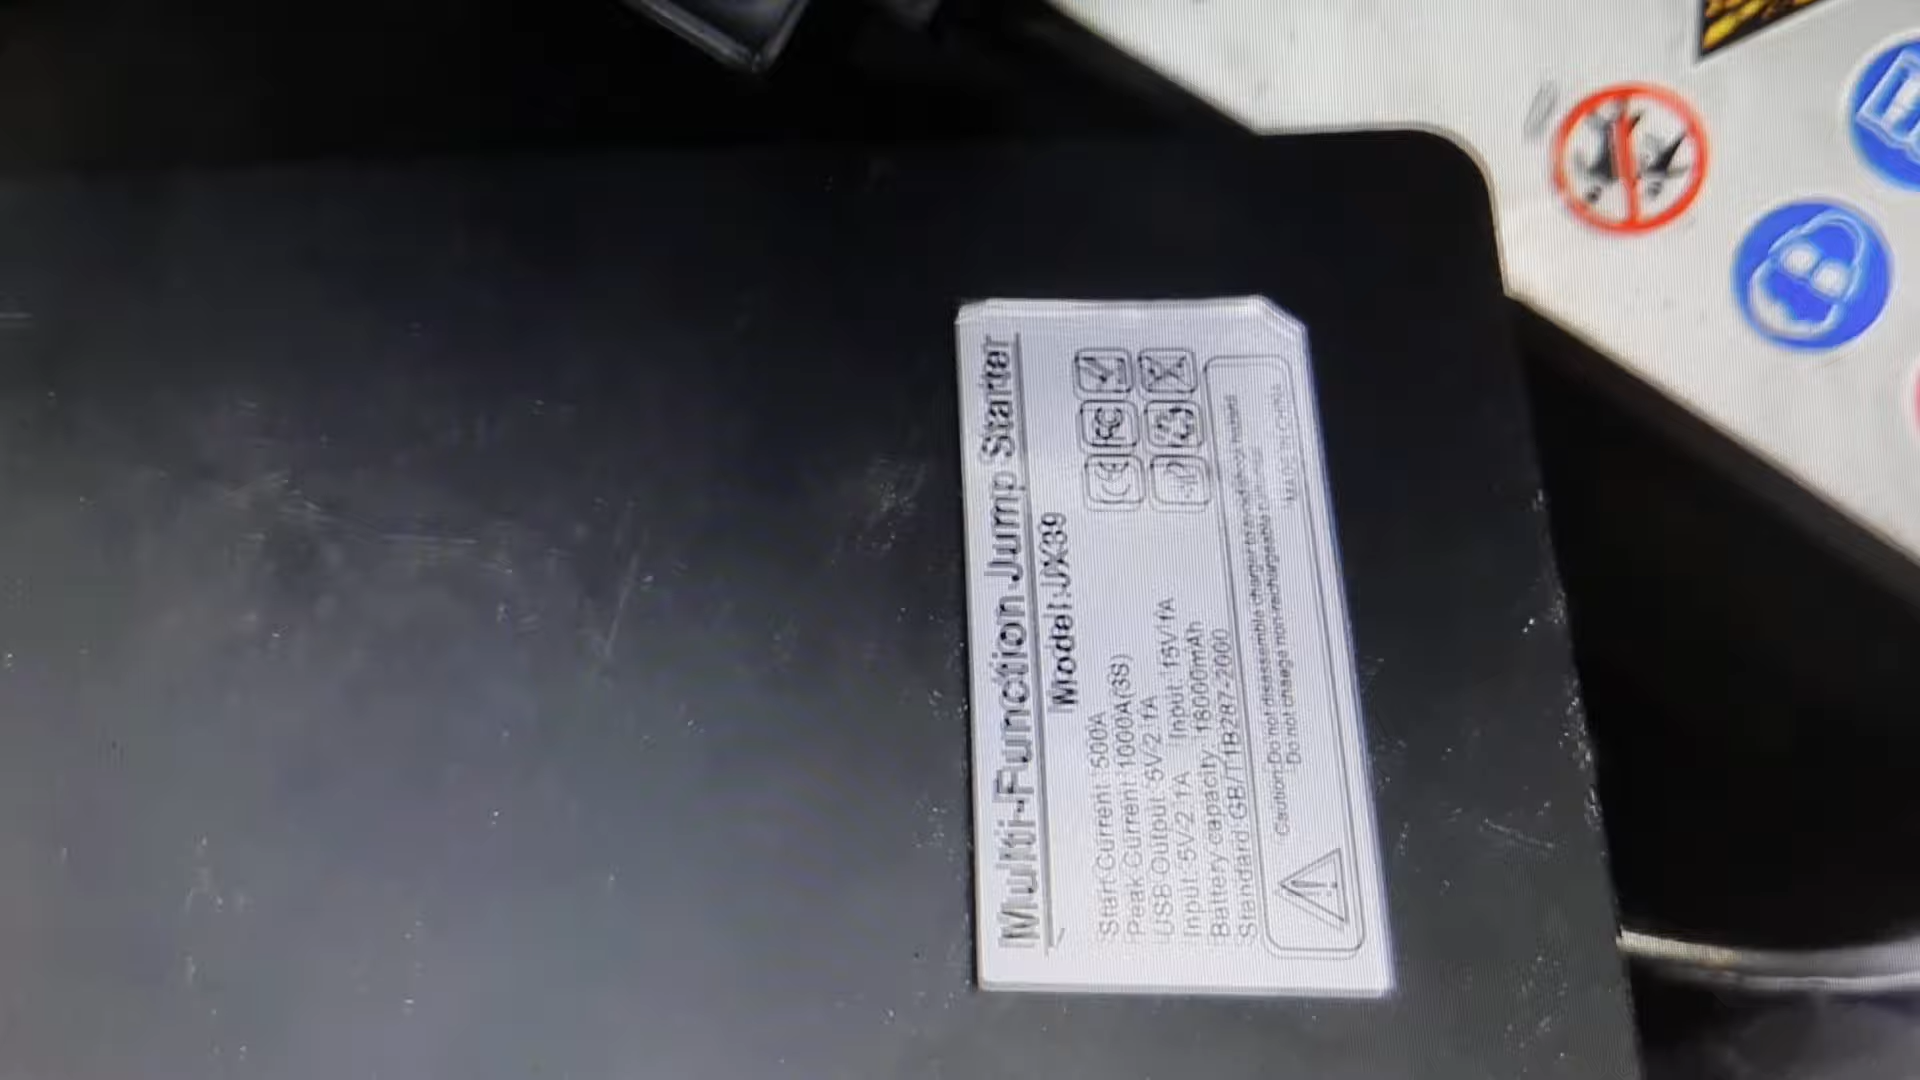 Multi-Function Jump Starter
Model:JX39
Start Current:500A
Peak Current:1000A(3S)
USB Output:5V/2.1A
Input:5V/2.1A Input:15V/1A
Battery capacity 18000mAh
Standard:GB/T18287-2000
CE FC
Caution:Do not disassemble charger to avoid
Do not charge non-rechargeable
MADE IN CHINA